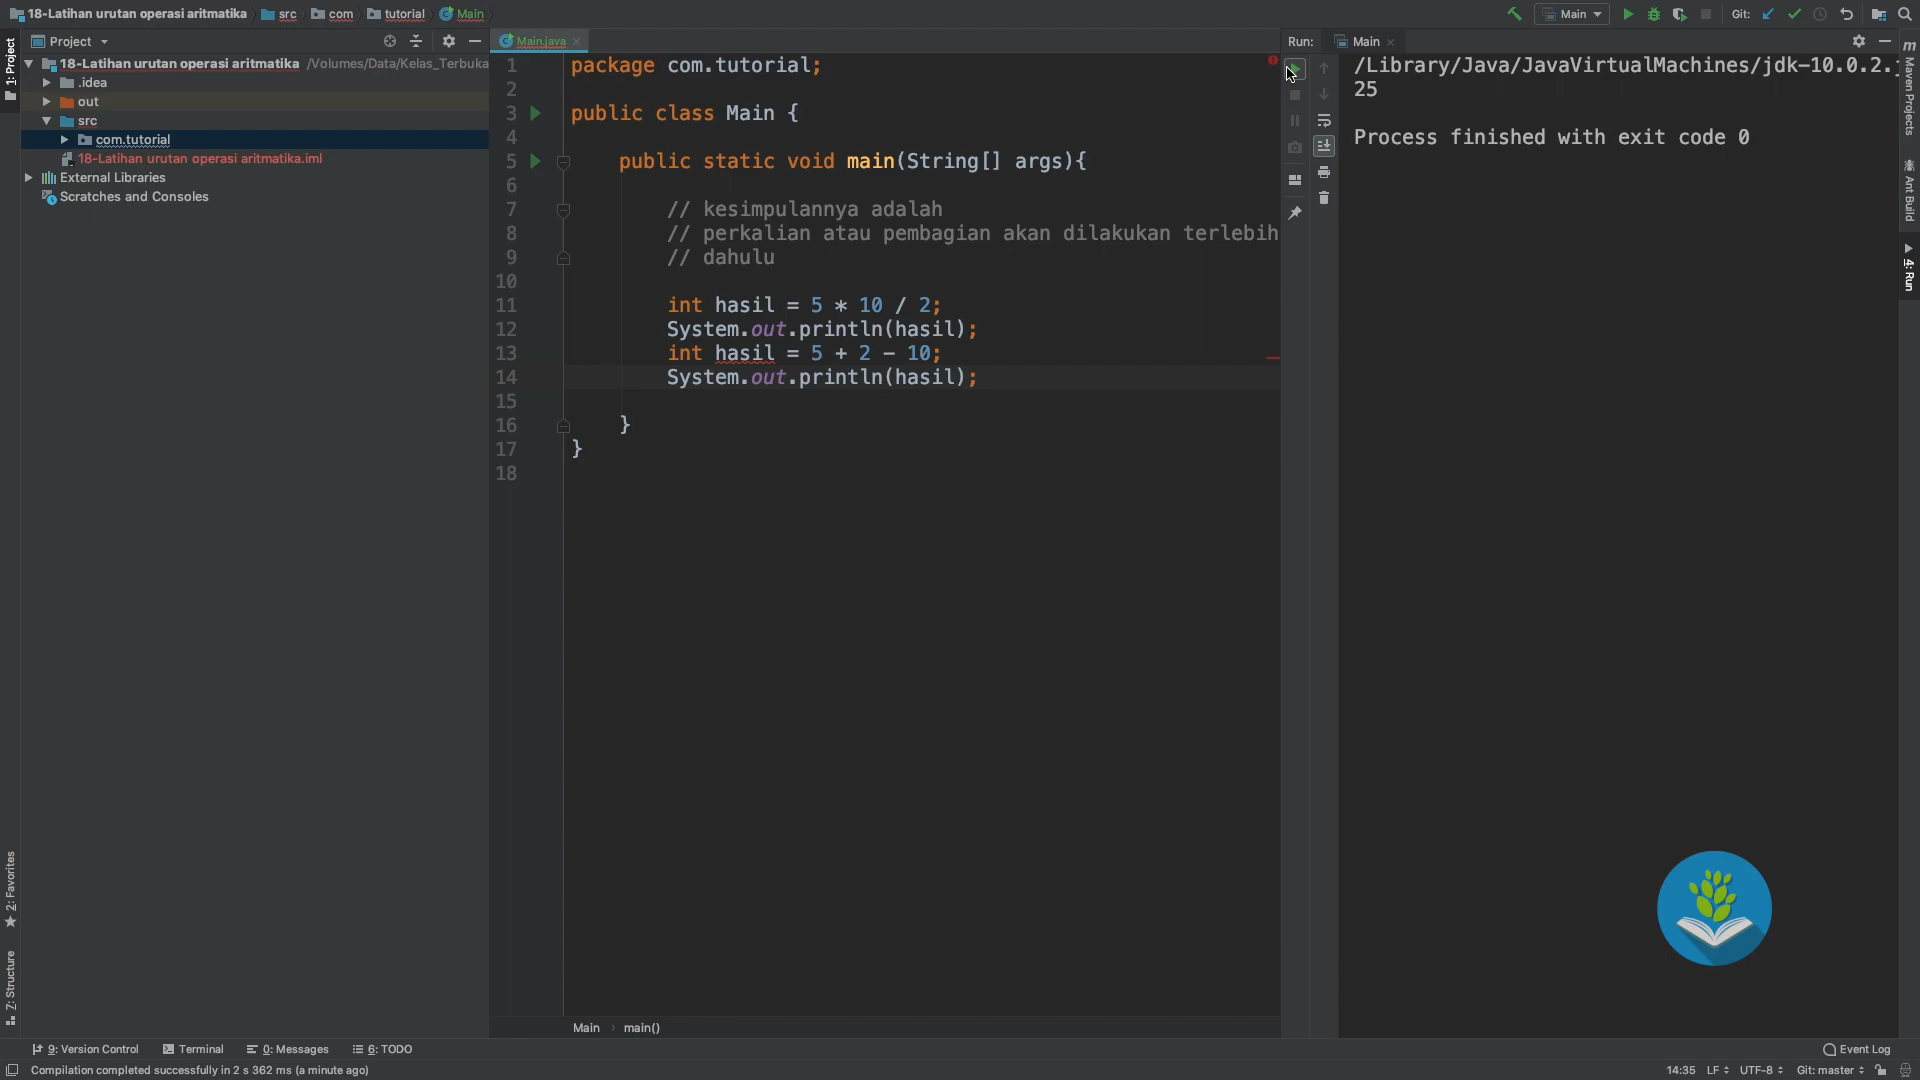 18-Latihan urutan operasi aritmatika src com tutorial Main
Main Git:
1: Project
Project
18-Latihan urutan operasi aritmatika /Volumes/Data/Kelas_Terbuka
.idea
out
src
com.tutorial
18-Latihan urutan operasi aritmatika.iml
External Libraries
Scratches and Consoles
2: Favorites
Z: Structure
Main.java
1 package com.tutorial;
2
3 public class Main {
4
5 public static void main(String[] args){
6
7 // kesimpulannya adalah
8 // perkalian atau pembagian akan dilakukan terlebih
9 // dahulu
10
11 int hasil = 5 * 10 / 2;
12 System.out.println(hasil);
13 int hasil = 5 + 2 - 10;
14 System.out.println(hasil);
15
16 }
17 }
18
Main main()
Run: Main
/Library/Java/JavaVirtualMachines/jdk-10.0.2.j
25
Process finished with exit code 0
m Maven Projects
Ant Build
4: Run
9: Version Control Terminal 0: Messages 6: TODO
Event Log
Compilation completed successfully in 2 s 362 ms (a minute ago)
14:35 LF UTF-8 Git: master